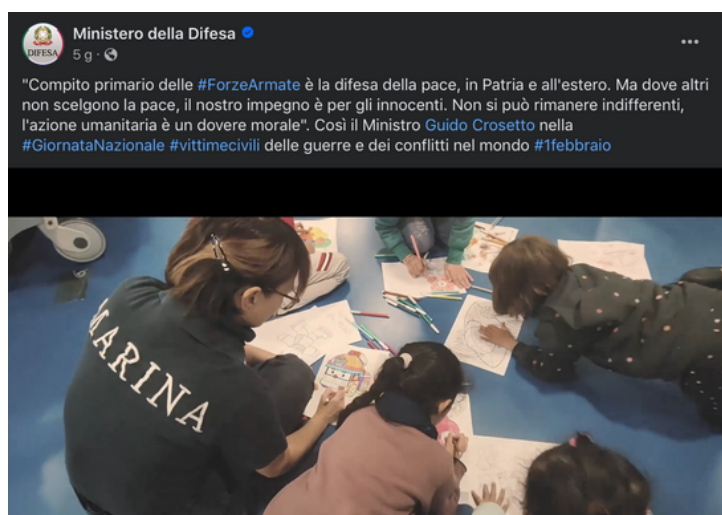 Ministero della Difesa
DIFESA
5 g
"Compito primario delle #ForzeArmate è la difesa della pace, in Patria e all'estero. Ma dove altri
non scelgono la pace, il nostro impegno è per gli innocenti. Non si può rimanere indifferenti,
l'azione umanitaria è un dovere morale". Così il Ministro Guido Crosetto nella
#GiornataNazionale #vittimecivili delle guerre e dei conflitti nel mondo #1febbraio
MARINA